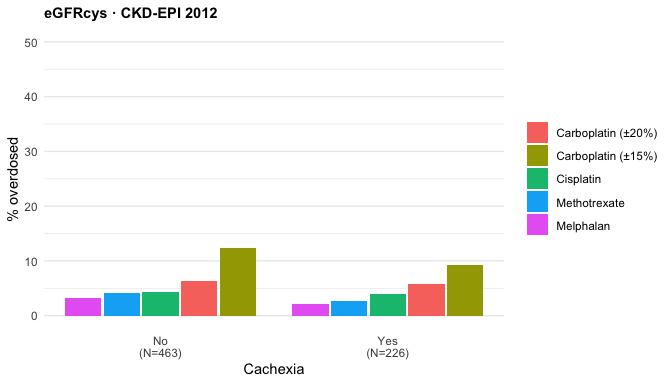 eGFRcys · CKD-EPI 2012
50
40
30
20
10
0
% overdosed
No
(N=463)
Yes
(N=226)
Cachexia
Carboplatin (±20%)
Carboplatin (±15%)
Cisplatin
Methotrexate
Melphalan